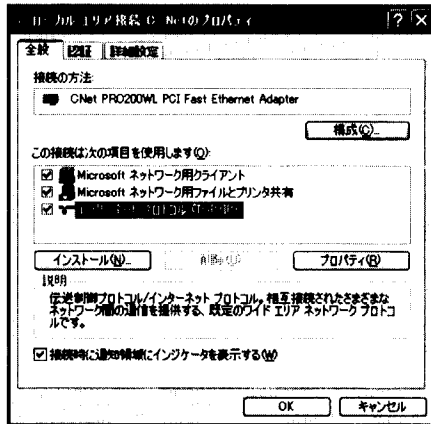 ローカル エリア接続 C-Netのプロパティ
全般 認証 詳細設定
接続の方法:
CNet PRO200WL PCI Fast Ethernet Adapter
構成(C)...
この接続は次の項目を使用します(O):
Microsoft ネットワーク用クライアント
Microsoft ネットワーク用ファイルとプリンタ共有
インストール(N)... 削除(U) プロパティ(R)
説明
伝送制御プロトコル/インターネット プロトコル。相互接続されたさまざまな
ネットワーク間の通信を提供する、既定のワイド エリア ネットワーク プロトコ
ルです。
接続時に通知領域にインジケータを表示する(W)
OK キャンセル